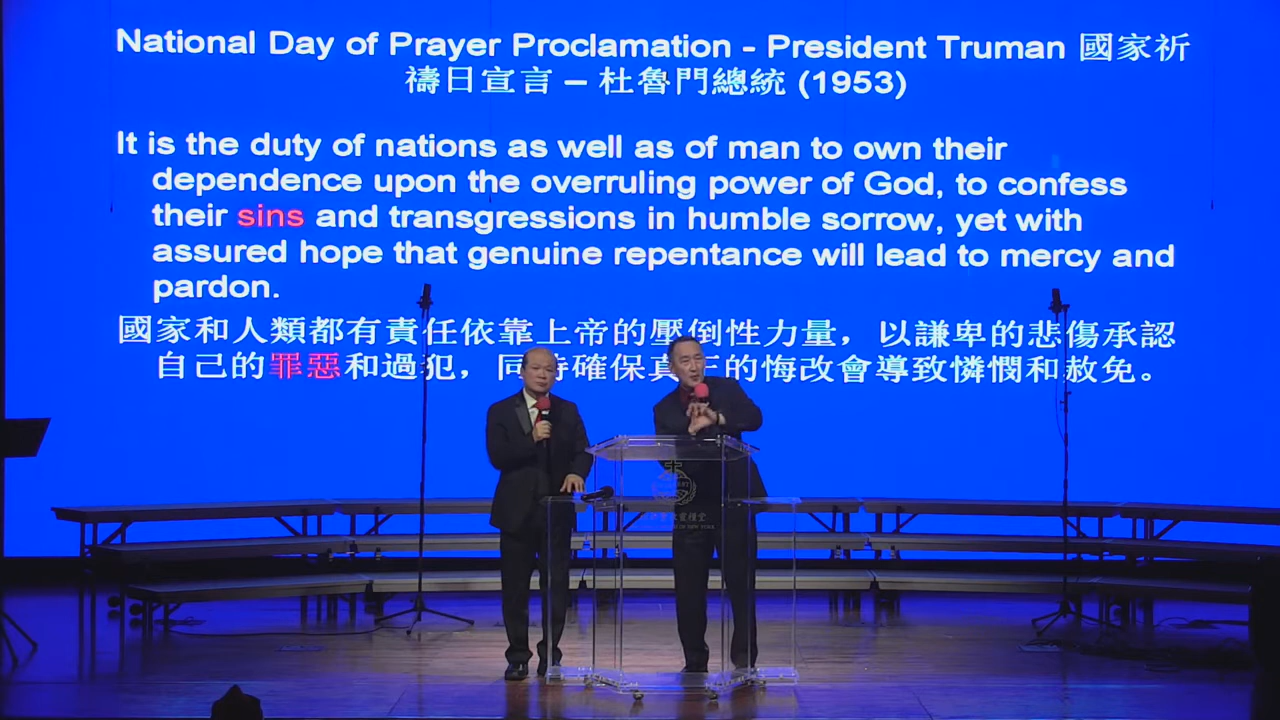 National Day of Prayer Proclamation - President Truman 國家祈
禱日宣言 – 杜魯門總統 (1953)
It is the duty of nations as well as of man to own their
dependence upon the overruling power of God, to confess
their sins and transgressions in humble sorrow, yet with
assured hope that genuine repentance will lead to mercy and
pardon.
國家和人類都有責任依靠上帝的壓倒性力量，以謙卑的悲傷承認
自己的罪惡和過犯，同時確保真正的悔改會導致憐憫和赦免。
OF NEW YORK